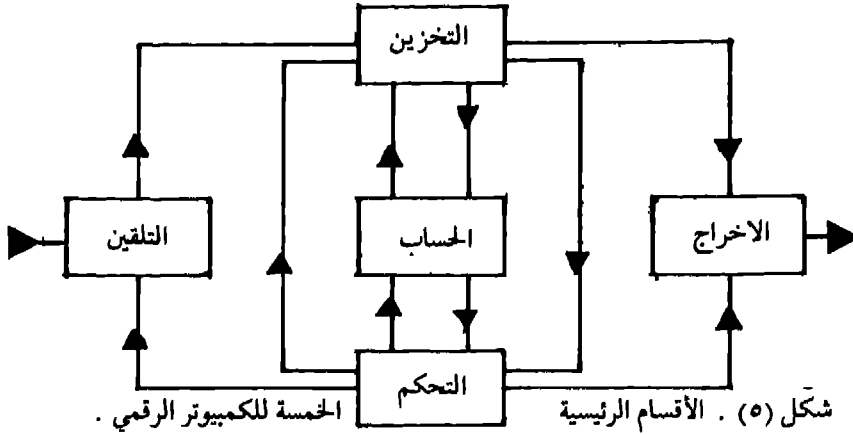 التخزين
التلقين
الحساب
الاخراج
التحكم
شكل (٥) . الأقسام الرئيسية الخمسة للكمبيوتر الرقمي .